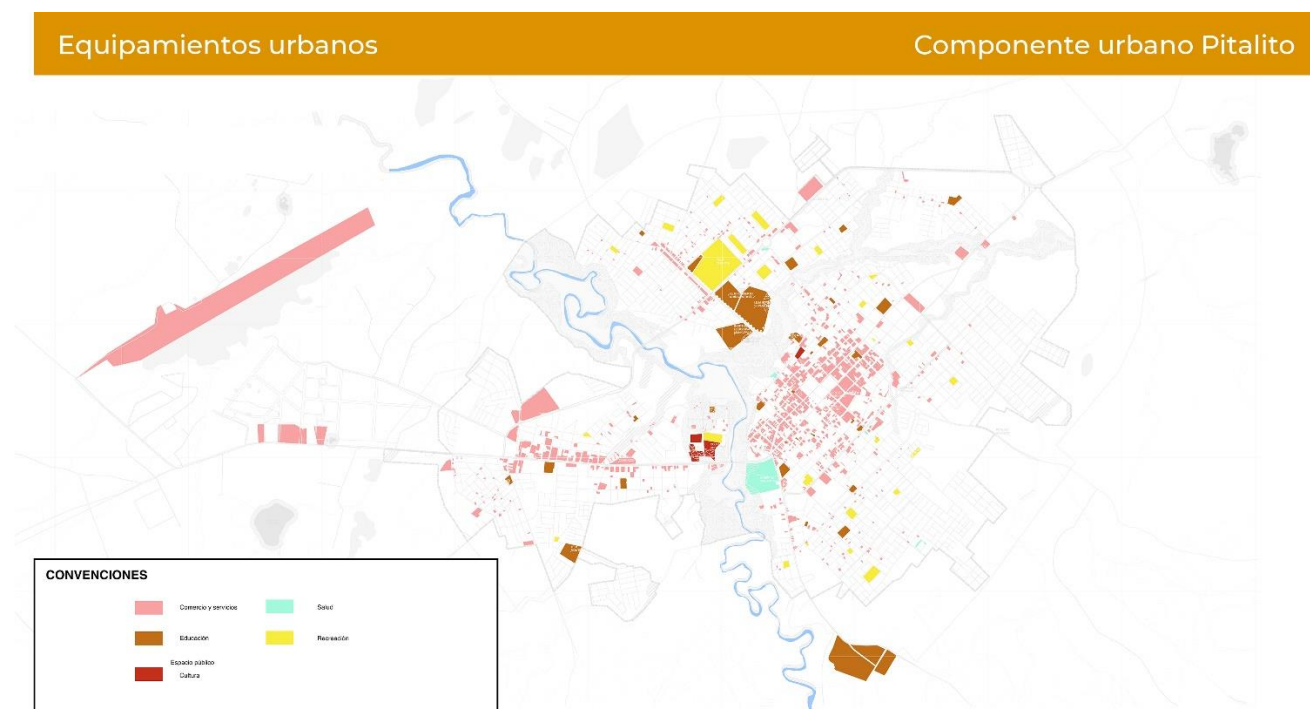 Equipamientos urbanos
Componente urbano Pitalito
CONVENCIONES
Comercio y servicios
Salud
Educación
Recreación
Espacio público
Cultura